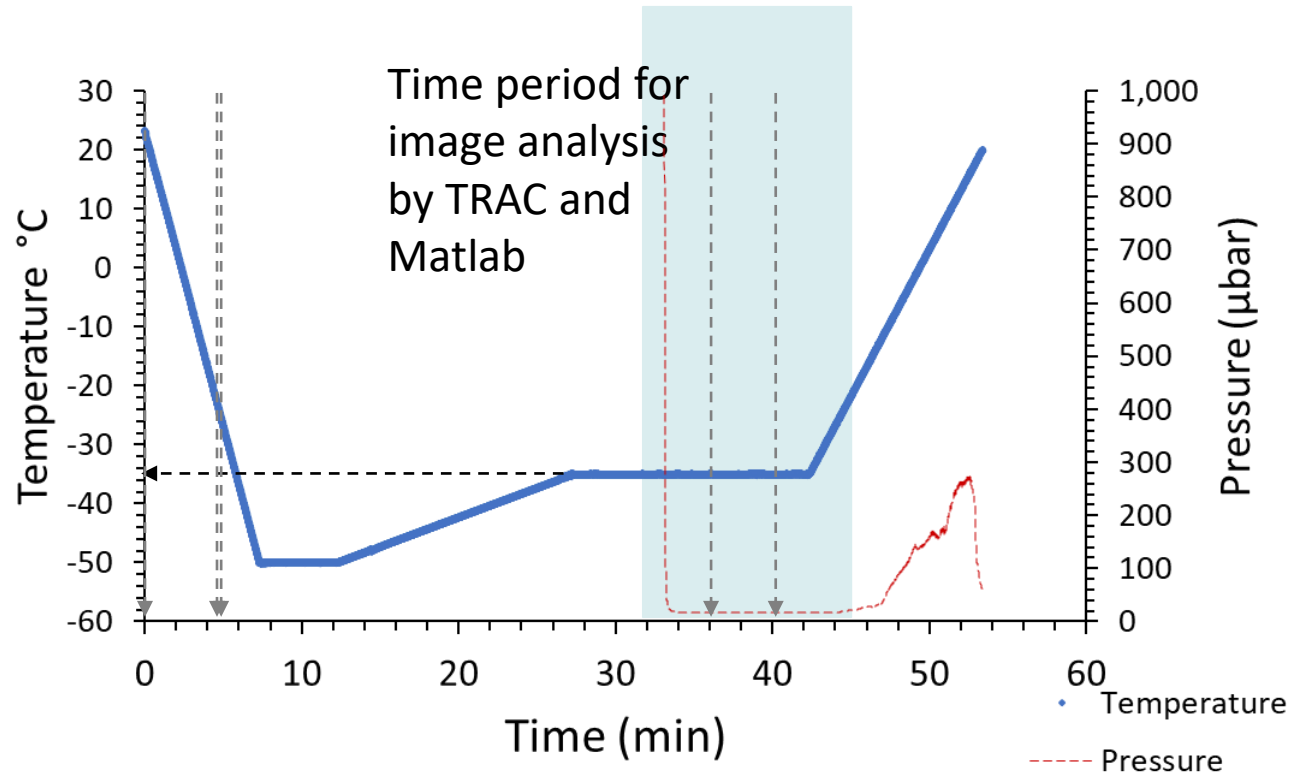 Time period for
image analysis
by TRAC and
Matlab
30
20
10
0
-10
-20
-30
-40
-50
-60
Temperature °C
1,000
900
800
700
600
500
400
300
200
100
0
Pressure (µbar)
0 10 20 30 40 50 60
Time (min)
Temperature
Pressure